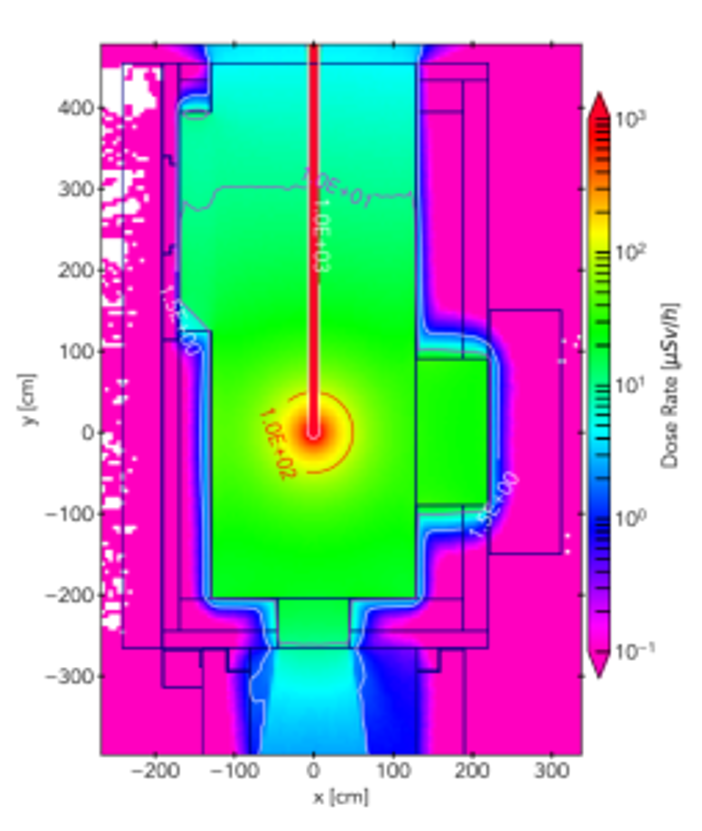 400
300
200
100
0
−100
−200
−300
y [cm]
−200 −100 0 100 200 300
x [cm]
1.0E+01
1.0E+03
1.5E+00
1.0E+02
1.5E+00
10³
10²
10¹
10⁰
10⁻¹
Dose Rate [μSv/h]